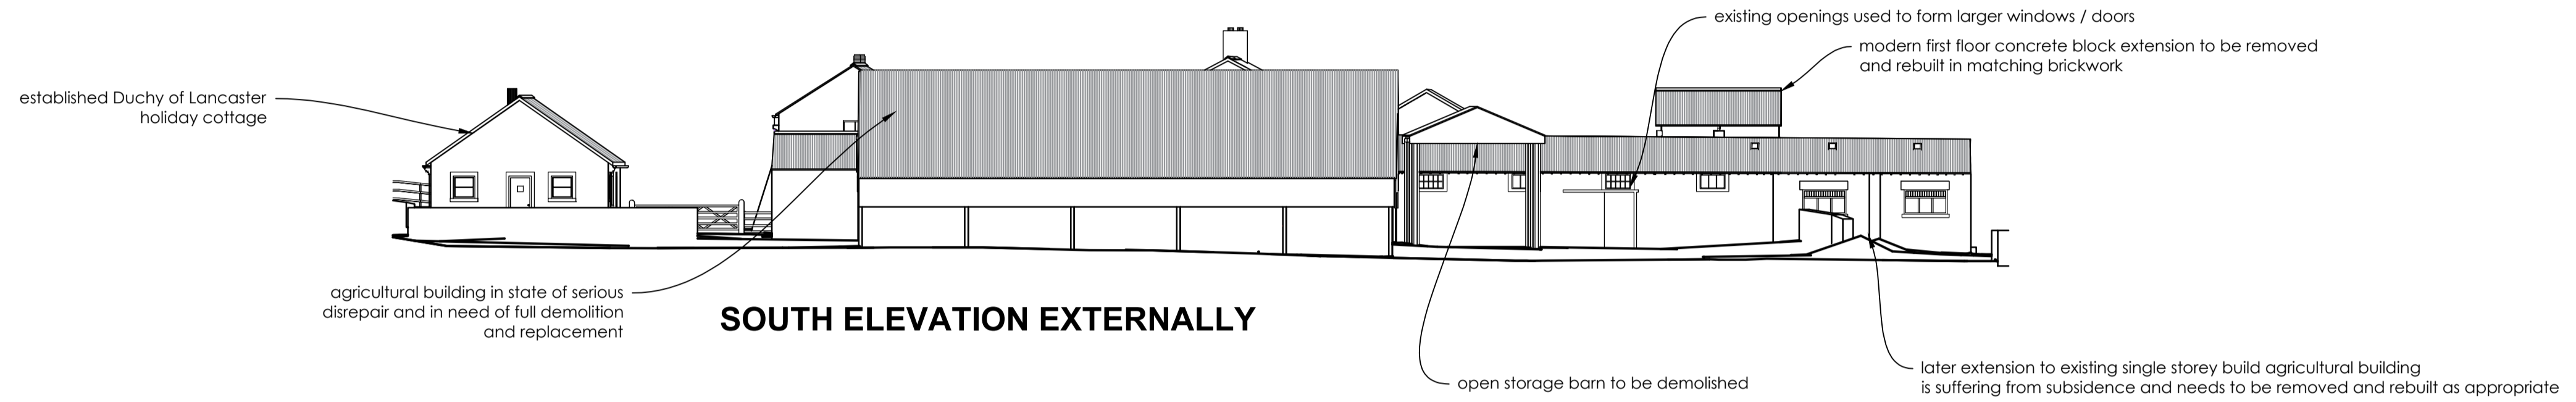 existing openings used to form larger windows / doors
modern first floor concrete block extension to be removed
and rebuilt in matching brickwork
established Duchy of Lancaster
holiday cottage
agricultural building in state of serious
disrepair and in need of full demolition
and replacement
SOUTH ELEVATION EXTERNALLY
open storage barn to be demolished
later extension to existing single storey build agricultural building
is suffering from subsidence and needs to be removed and rebuilt as appropriate